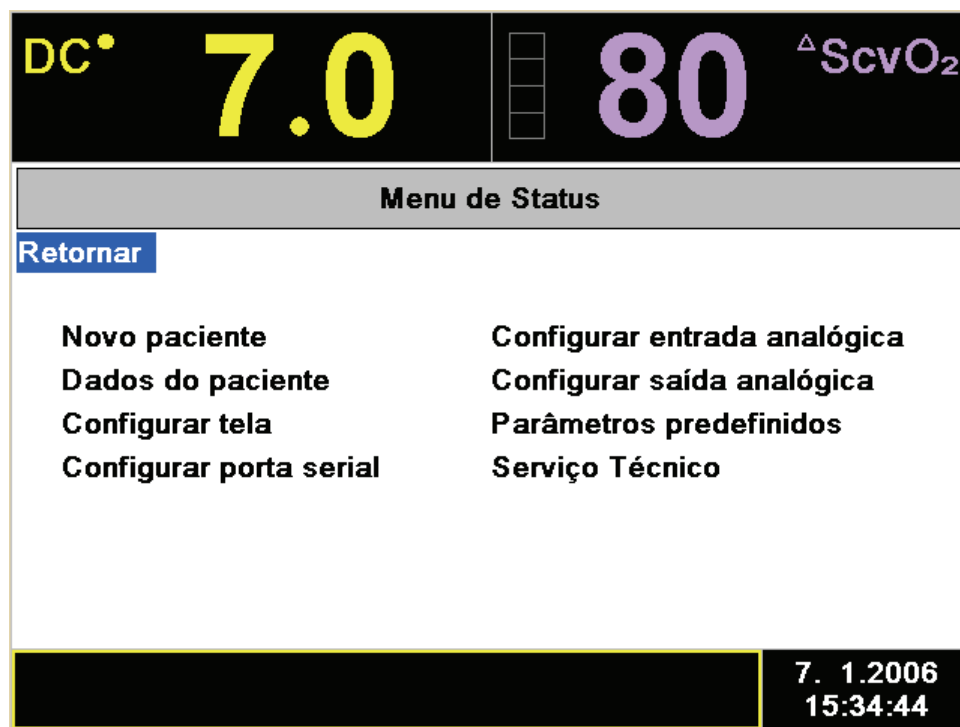 DC• 7.0 80 △ScvO₂
Menu de Status
Retornar
Novo paciente
Dados do paciente
Configurar tela
Configurar porta serial
Configurar entrada analógica
Configurar saída analógica
Parâmetros predefinidos
Serviço Técnico
7. 1.2006
15:34:44